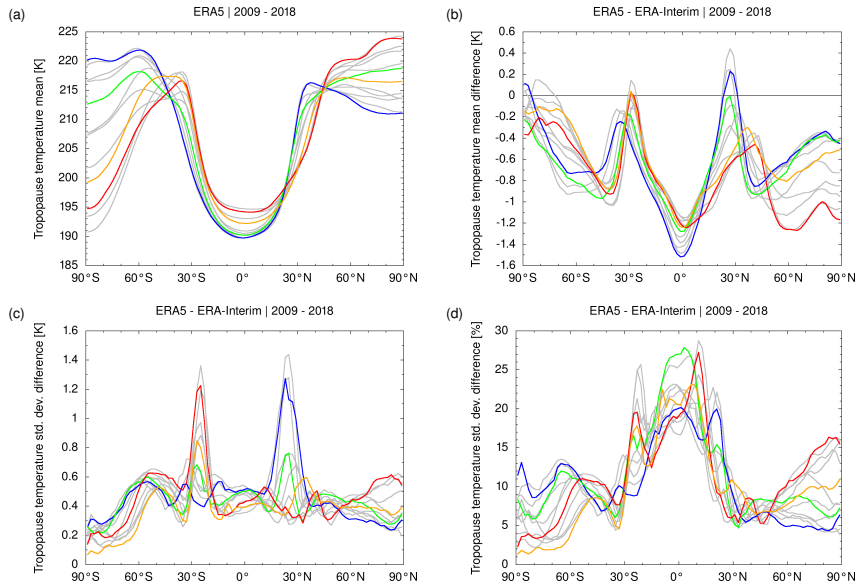 (a)
ERA5 | 2009 - 2018
Tropopause temperature mean [K]
225
220
215
210
205
200
195
190
185
90°S 60°S 30°S 0° 30°N 60°N 90°N
(b)
ERA5 - ERA-Interim | 2009 - 2018
Tropopause temperature mean difference [K]
0.6
0.4
0.2
0
-0.2
-0.4
-0.6
-0.8
-1
-1.2
-1.4
-1.6
90°S 60°S 30°S 0° 30°N 60°N 90°N
(c)
ERA5 - ERA-Interim | 2009 - 2018
Tropopause temperature std. dev. difference [K]
1.6
1.4
1.2
1
0.8
0.6
0.4
0.2
0
90°S 60°S 30°S 0° 30°N 60°N 90°N
(d)
ERA5 - ERA-Interim | 2009 - 2018
Tropopause temperature std. dev. difference [%]
30
25
20
15
10
5
0
90°S 60°S 30°S 0° 30°N 60°N 90°N